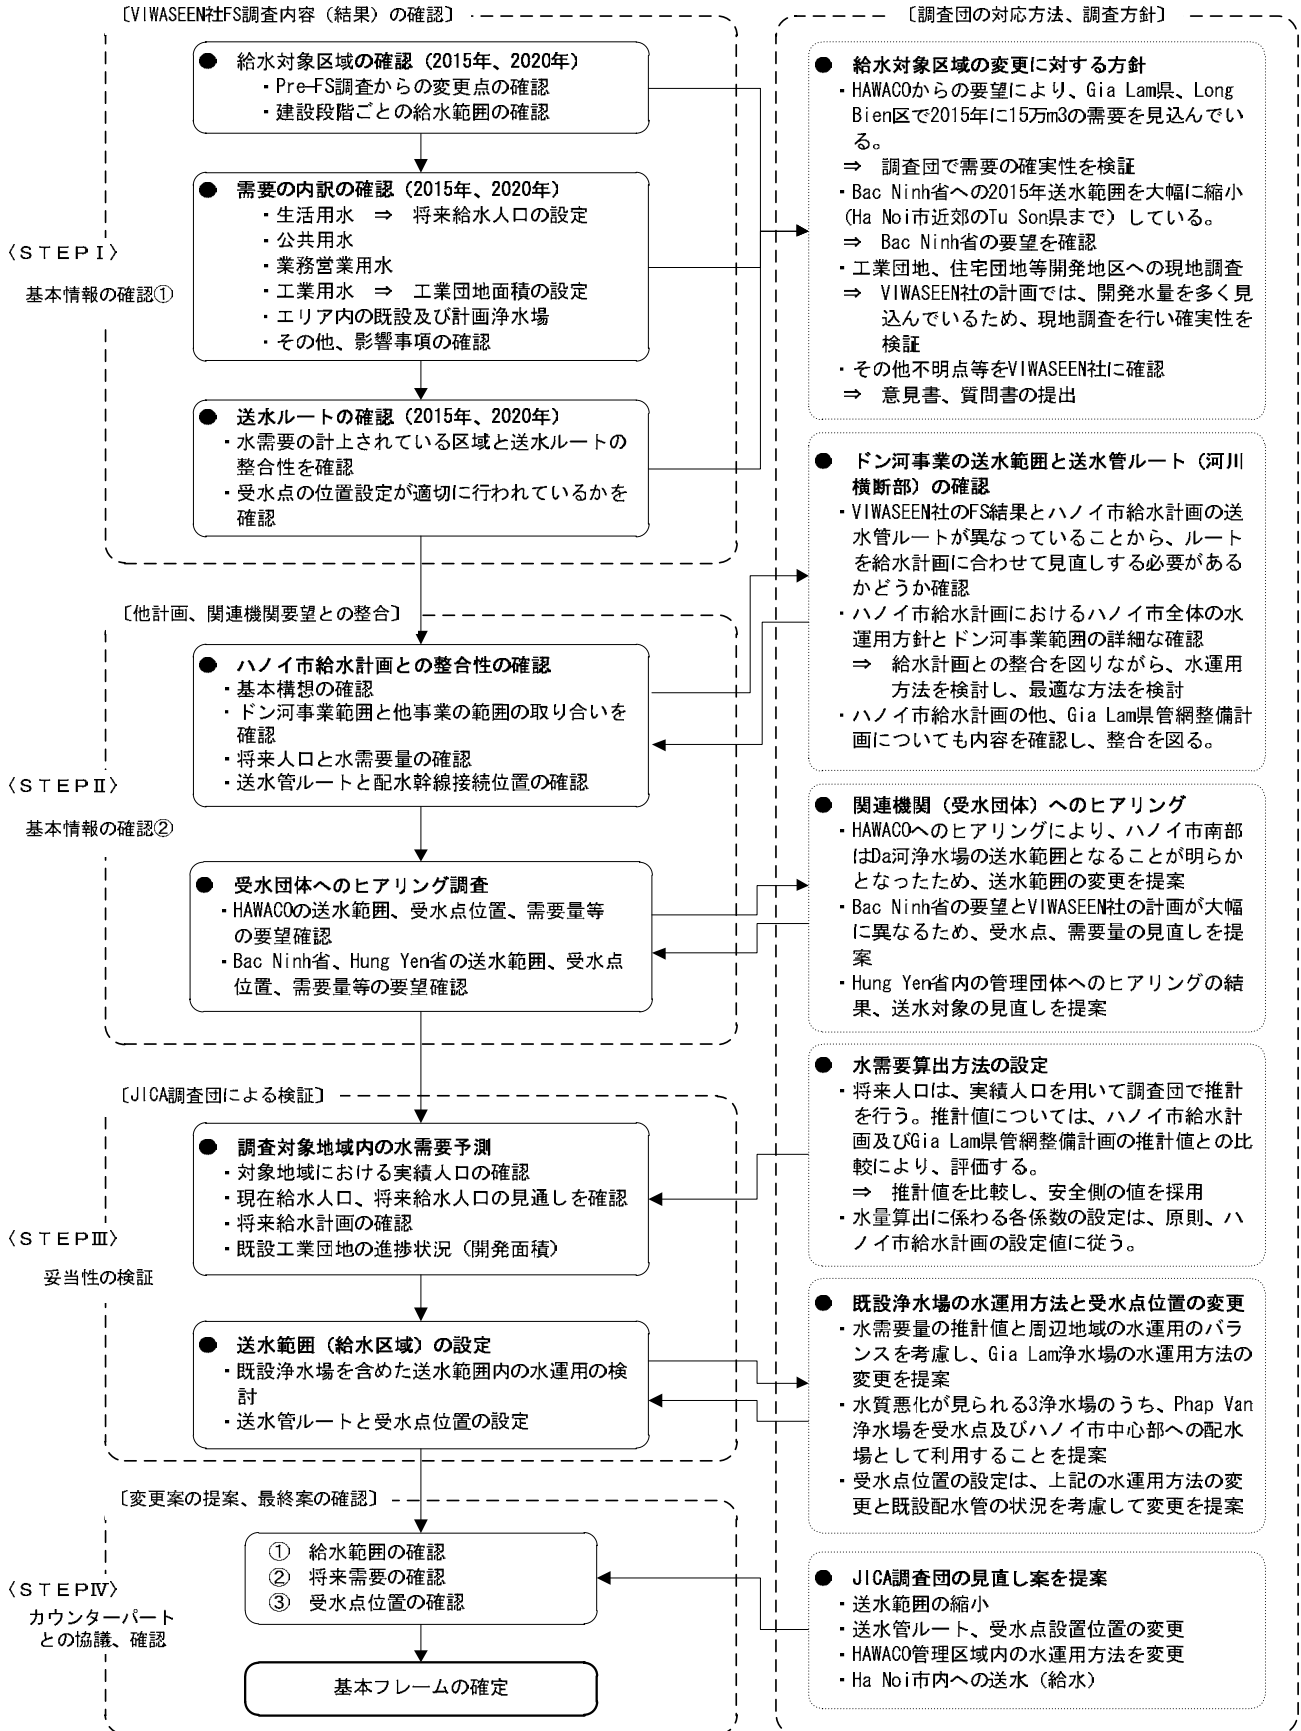 〔VIWASEEN社FS調査内容（結果）の確認〕
● 給水対象区域の確認（2015年、2020年）
・Pre-FS調査からの変更点の確認
・建設段階ごとの給水範囲の確認
● 需要の内訳の確認（2015年、2020年）
・生活用水 ⇒ 将来給水人口の設定
・公共用水
・業務営業用水
・工業用水 ⇒ 工業団地面積の設定
・エリア内の既設及び計画浄水場
・その他、影響事項の確認
〈ＳＴＥＰⅠ〉
基本情報の確認①
● 送水ルートの確認（2015年、2020年）
・水需要の計上されている区域と送水ルートの
整合性を確認
・受水点の位置設定が適切に行われているかを
確認
〔他計画、関連機関要望との整合〕
● ハノイ市給水計画との整合性の確認
・基本構想の確認
・ドン河事業範囲と他事業の範囲の取り合いを
確認
・将来人口と水需要量の確認
・送水管ルートと配水幹線接続位置の確認
〈ＳＴＥＰⅡ〉
基本情報の確認②
● 受水団体へのヒアリング調査
・HAWACOの送水範囲、受水点位置、需要量等
の要望確認
・Bac Ninh省、Hung Yen省の送水範囲、受水点
位置、需要量等の要望確認
〔JICA調査団による検証〕
● 調査対象地域内の水需要予測
・対象地域における実績人口の確認
・現在給水人口、将来給水人口の見通しを確認
・将来給水計画の確認
・既設工業団地の進捗状況（開発面積）
〈ＳＴＥＰⅢ〉
妥当性の検証
● 送水範囲（給水区域）の設定
・既設浄水場を含めた送水範囲内の水運用の検
討
・送水管ルートと受水点位置の設定
〔変更案の提案、最終案の確認〕
① 給水範囲の確認
② 将来需要の確認
③ 受水点位置の確認
〈ＳＴＥＰⅣ〉
カウンターパート
との協議、確認
基本フレームの確定
〔調査団の対応方法、調査方針〕
● 給水対象区域の変更に対する方針
・HAWACOからの要望により、Gia Lam県、Long
Bien区で2015年に15万m3の需要を見込んでい
る。
⇒ 調査団で需要の確実性を検証
・Bac Ninh省への2015年送水範囲を大幅に縮小
(Ha Noi市近郊のTu Son県まで）している。
⇒ Bac Ninh省の要望を確認
・工業団地、住宅団地等開発地区への現地調査
⇒ VIWASEEN社の計画では、開発水量を多く見
込んでいるため、現地調査を行い確実性を
検証
・その他不明点等をVIWASEEN社に確認
⇒ 意見書、質問書の提出
● ドン河事業の送水範囲と送水管ルート（河川
横断部）の確認
・VIWASEEN社のFS結果とハノイ市給水計画の送
水管ルートが異なっていることから、ルート
を給水計画に合わせて見直しする必要がある
かどうか確認
・ハノイ市給水計画におけるハノイ市全体の水
運用方針とドン河事業範囲の詳細な確認
⇒ 給水計画との整合を図りながら、水運用
方法を検討し、最適な方法を検討
・ハノイ市給水計画の他、Gia Lam県管網整備計
画についても内容を確認し、整合を図る。
● 関連機関（受水団体）へのヒアリング
・HAWACOへのヒアリングにより、ハノイ市南部
はDa河浄水場の送水範囲となることが明らか
となったため、送水範囲の変更を提案
・Bac Ninh省の要望とVIWASEEN社の計画が大幅
に異なるため、受水点、需要量の見直しを提
案
・Hung Yen省内の管理団体へのヒアリングの結
果、送水対象の見直しを提案
● 水需要算出方法の設定
・将来人口は、実績人口を用いて調査団で推計
を行う。推計値については、ハノイ市給水計
画及びGia Lam県管網整備計画の推計値との比
較により、評価する。
⇒ 推計値を比較し、安全側の値を採用
・水量算出に係わる各係数の設定は、原則、ハ
ノイ市給水計画の設定値に従う。
● 既設浄水場の水運用方法と受水点位置の変更
・水需要量の推計値と周辺地域の水運用のバラ
ンスを考慮し、Gia Lam浄水場の水運用方法の
変更を提案
・水質悪化が見られる3浄水場のうち、Phap Van
浄水場を受水点及びハノイ市中心部への配水
場として利用することを提案
・受水点位置の設定は、上記の水運用方法の変
更と既設配水管の状況を考慮して変更を提案
● JICA調査団の見直し案を提案
・送水範囲の縮小
・送水管ルート、受水点設置位置の変更
・HAWACO管理区域内の水運用方法を変更
・Ha Noi市内への送水（給水）